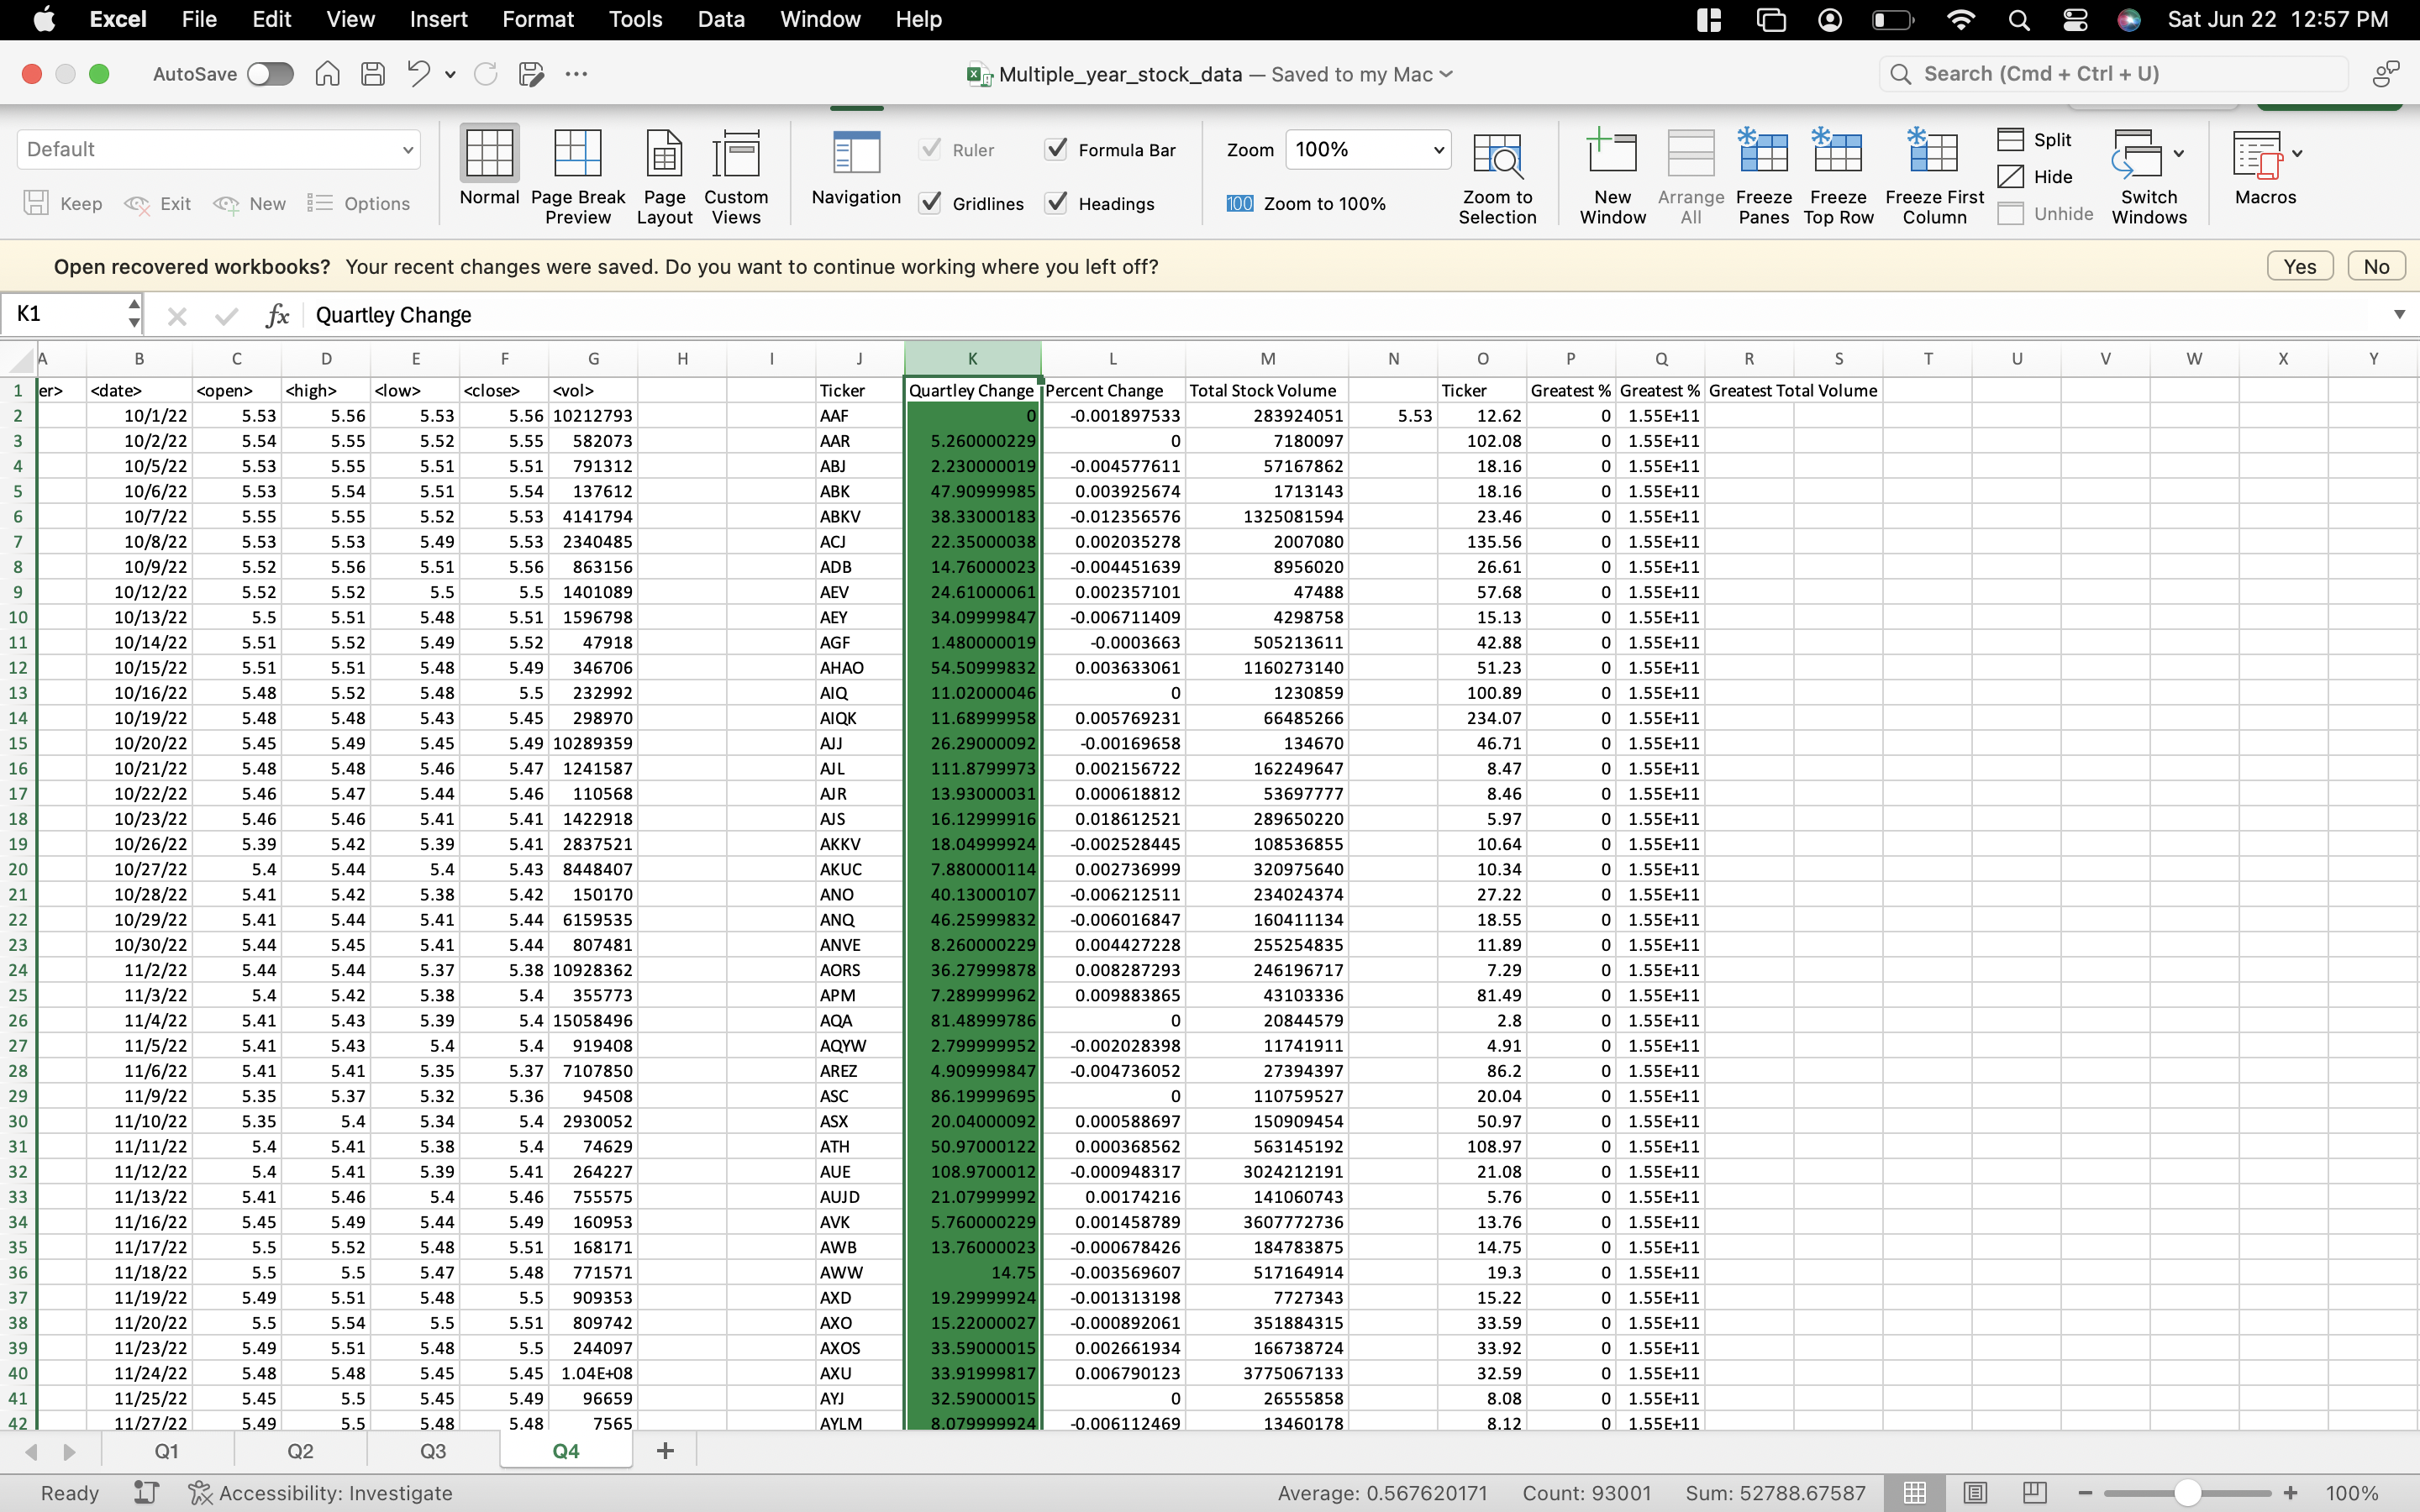 Excel File Edit View Insert Format Tools Data Window Help Sat Jun 22 12:57 PM
AutoSave Multiple_year_stock_data — Saved to my Mac Search (Cmd + Ctrl + U)
Default Ruler Formula Bar Zoom 100% Split
Hide
Keep Exit New Options Normal Page Break Preview Page Layout Custom Views Navigation Gridlines Headings 100 Zoom to 100% Zoom to Selection New Window Arrange All Freeze Panes Freeze Top Row Freeze First Column Unhide Switch Windows Macros
Open recovered workbooks? Your recent changes were saved. Do you want to continue working where you left off? Yes No
K1 fx Quartley Change
A B C D E F G H I J K L M N O P Q R S T U V W X Y
1 er> <date> <open> <high> <low> <close> <vol> Ticker Quartley Change Percent Change Total Stock Volume Ticker Greatest % Greatest % Greatest Total Volume
2 10/1/22 5.53 5.56 5.53 5.56 10212793 AAF 0 -0.001897533 283924051 5.53 12.62 0 1.55E+11
3 10/2/22 5.54 5.55 5.52 5.55 582073 AAR 5.260000229 0 7180097 102.08 0 1.55E+11
4 10/5/22 5.53 5.55 5.51 5.51 791312 ABJ 2.230000019 -0.004577611 57167862 18.16 0 1.55E+11
5 10/6/22 5.53 5.54 5.51 5.54 137612 ABK 47.90999985 0.003925674 1713143 18.16 0 1.55E+11
6 10/7/22 5.55 5.55 5.52 5.53 4141794 ABKV 38.33000183 -0.012356576 1325081594 23.46 0 1.55E+11
7 10/8/22 5.53 5.53 5.49 5.53 2340485 ACJ 22.35000038 0.002035278 2007080 135.56 0 1.55E+11
8 10/9/22 5.52 5.56 5.51 5.56 863156 ADB 14.76000023 -0.004451639 8956020 26.61 0 1.55E+11
9 10/12/22 5.52 5.52 5.5 5.5 1401089 AEV 24.61000061 0.002357101 47488 57.68 0 1.55E+11
10 10/13/22 5.5 5.51 5.48 5.51 1596798 AEY 34.09999847 -0.006711409 4298758 15.13 0 1.55E+11
11 10/14/22 5.51 5.52 5.49 5.52 47918 AGF 1.480000019 -0.0003663 505213611 42.88 0 1.55E+11
12 10/15/22 5.51 5.51 5.48 5.49 346706 AHAO 54.50999832 0.003633061 1160273140 51.23 0 1.55E+11
13 10/16/22 5.48 5.52 5.48 5.5 232992 AIQ 11.02000046 0 1230859 100.89 0 1.55E+11
14 10/19/22 5.48 5.48 5.43 5.45 298970 AIQK 11.68999958 0.005769231 66485266 234.07 0 1.55E+11
15 10/20/22 5.45 5.49 5.45 5.49 10289359 AJJ 26.29000092 -0.00169658 134670 46.71 0 1.55E+11
16 10/21/22 5.48 5.48 5.46 5.47 1241587 AJL 111.8799973 0.002156722 162249647 8.47 0 1.55E+11
17 10/22/22 5.46 5.47 5.44 5.46 110568 AJR 13.93000031 0.000618812 53697777 8.46 0 1.55E+11
18 10/23/22 5.46 5.46 5.41 5.41 1422918 AJS 16.12999916 0.018612521 289650220 5.97 0 1.55E+11
19 10/26/22 5.39 5.42 5.39 5.41 2837521 AKKV 18.04999924 -0.002528445 108536855 10.64 0 1.55E+11
20 10/27/22 5.4 5.44 5.4 5.43 8448407 AKUC 7.880000114 0.002736999 320975640 10.34 0 1.55E+11
21 10/28/22 5.41 5.42 5.38 5.42 150170 ANO 40.13000107 -0.006212511 234024374 27.22 0 1.55E+11
22 10/29/22 5.41 5.44 5.41 5.44 6159535 ANQ 46.25999832 -0.006016847 160411134 18.55 0 1.55E+11
23 10/30/22 5.44 5.45 5.41 5.44 807481 ANVE 8.260000229 0.004427228 255254835 11.89 0 1.55E+11
24 11/2/22 5.44 5.44 5.37 5.38 10928362 AORS 36.27999878 0.008287293 246196717 7.29 0 1.55E+11
25 11/3/22 5.4 5.42 5.38 5.4 355773 APM 7.289999962 0.009883865 43103336 81.49 0 1.55E+11
26 11/4/22 5.41 5.43 5.39 5.4 15058496 AQA 81.48999786 0 20844579 2.8 0 1.55E+11
27 11/5/22 5.41 5.43 5.4 5.4 919408 AQYW 2.799999952 -0.002028398 11741911 4.91 0 1.55E+11
28 11/6/22 5.41 5.41 5.35 5.37 7107850 AREZ 4.909999847 -0.004736052 27394397 86.2 0 1.55E+11
29 11/9/22 5.35 5.37 5.32 5.36 94508 ASC 86.19999695 0 110759527 20.04 0 1.55E+11
30 11/10/22 5.35 5.4 5.34 5.4 2930052 ASX 20.04000092 0.000588697 150909454 50.97 0 1.55E+11
31 11/11/22 5.4 5.41 5.38 5.4 74629 ATH 50.97000122 0.000368562 563145192 108.97 0 1.55E+11
32 11/12/22 5.4 5.41 5.39 5.41 264227 AUE 108.9700012 -0.000948317 3024212191 21.08 0 1.55E+11
33 11/13/22 5.41 5.46 5.4 5.46 755575 AUJD 21.07999992 0.00174216 141060743 5.76 0 1.55E+11
34 11/16/22 5.45 5.49 5.44 5.49 160953 AVK 5.760000229 0.001458789 3607772736 13.76 0 1.55E+11
35 11/17/22 5.5 5.52 5.48 5.51 168171 AWB 13.76000023 -0.000678426 184783875 14.75 0 1.55E+11
36 11/18/22 5.5 5.5 5.47 5.48 771571 AWW 14.75 -0.003569607 517164914 19.3 0 1.55E+11
37 11/19/22 5.49 5.51 5.48 5.5 909353 AXD 19.29999924 -0.001313198 7727343 15.22 0 1.55E+11
38 11/20/22 5.5 5.54 5.5 5.51 809742 AXO 15.22000027 -0.000892061 351884315 33.59 0 1.55E+11
39 11/23/22 5.49 5.51 5.48 5.5 244097 AXOS 33.59000015 0.002661934 166738724 33.92 0 1.55E+11
40 11/24/22 5.48 5.48 5.45 5.45 1.04E+08 AXU 33.91999817 0.006790123 3775067133 32.59 0 1.55E+11
41 11/25/22 5.45 5.5 5.45 5.49 96659 AYJ 32.59000015 0 26555858 8.08 0 1.55E+11
42 11/27/22 5.49 5.5 5.48 5.48 7565 AYLM 8.079999924 -0.006112469 13460178 8.12 0 1.55E+11
Q1 Q2 Q3 Q4 +
Ready Accessibility: Investigate Average: 0.567620171 Count: 93001 Sum: 52788.67587 100%